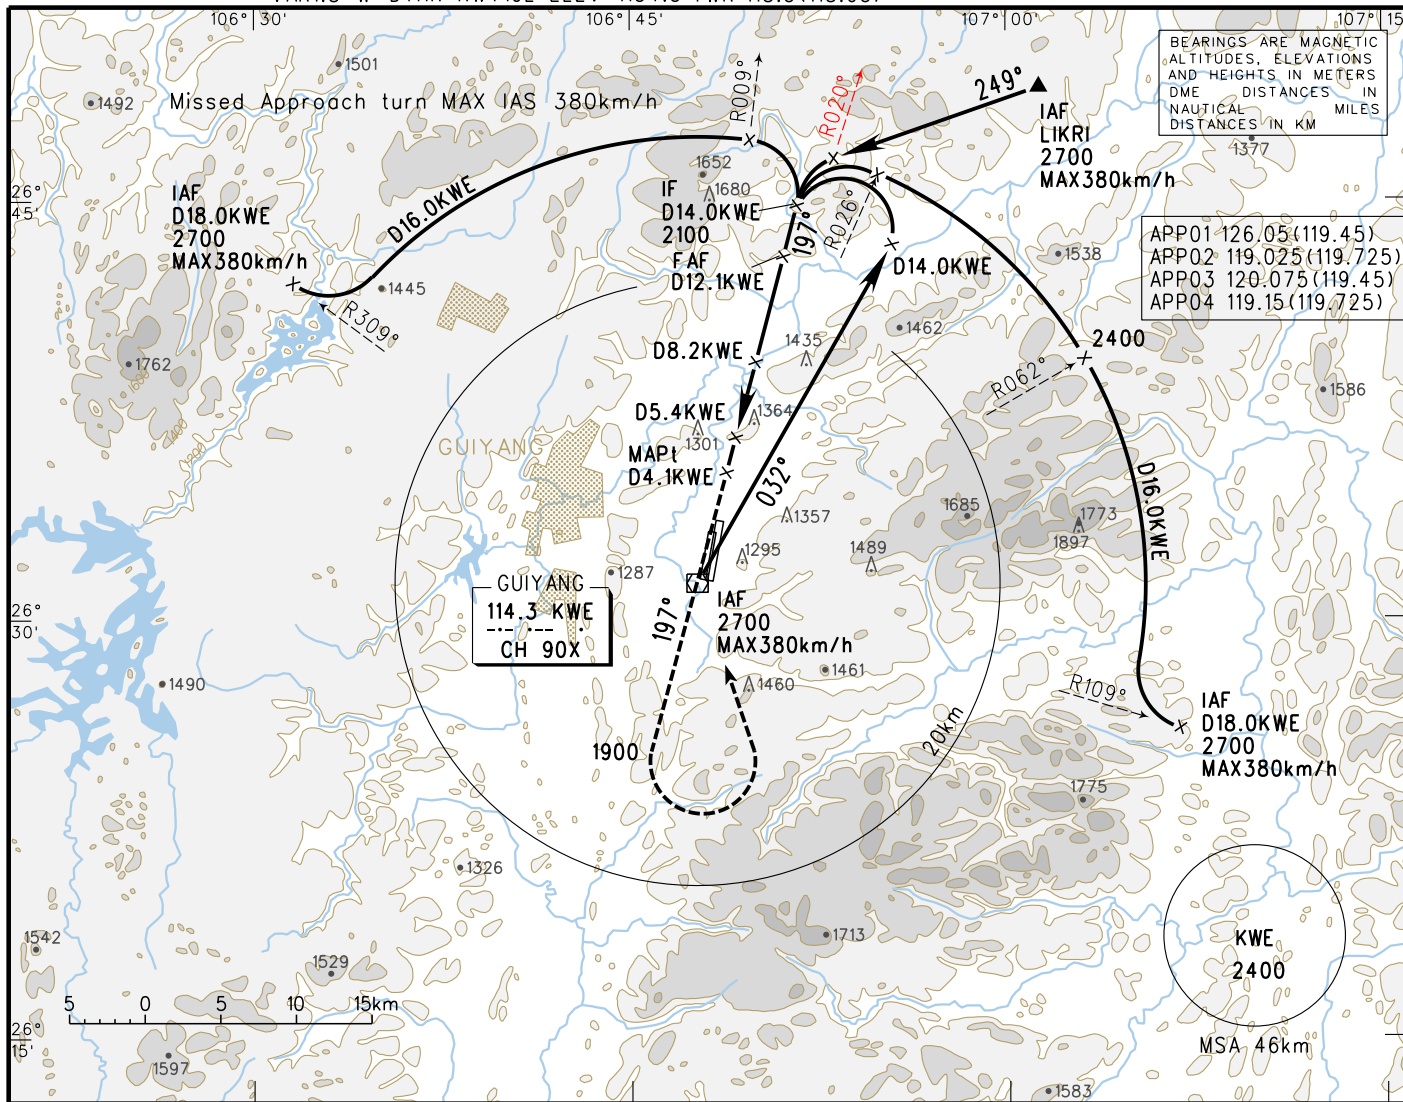 106° 30'
106° 45'
107° 00'
107° 15'
BEARINGS ARE MAGNETIC
ALTITUDES, ELEVATIONS
AND HEIGHTS IN METERS
DME DISTANCES IN
NAUTICAL MILES
DISTANCES IN KM
1501
1492
Missed Approach turn MAX IAS 380km/h
R009°
R020°
249°
IAF
LIKRI
2700
MAX380km/h
1377
1652
1680
IAF
D18.0KWE
2700
MAX380km/h
D16.0KWE
IF
D14.0KWE
2100
FAF
D12.1KWE
197°
R026°
D14.0KWE
26°
45'
1538
APP01 126.05(119.45)
APP02 119.025(119.725)
APP03 120.075(119.45)
APP04 119.15(119.725)
1445
R309°
1462
1435
2400
D8.2KWE
1762
1600
1400
1200
R062°
1586
D5.4KWE
1364
1301
GUIYANG
MAPt
D4.1KWE
032°
D16.0KWE
1357
1685
1773
1897
1295
1489
1287
GUIYANG
114.3 KWE
CH 90X
26°
30'
197°
IAF
2700
MAX380km/h
1490
1460
1461
R109°
IAF
D18.0KWE
2700
MAX380km/h
1900
20km
1775
1326
1542
1529
1713
KWE
2400
MSA 46km
5 0 5 10 15km
26°
15'
1597
1583